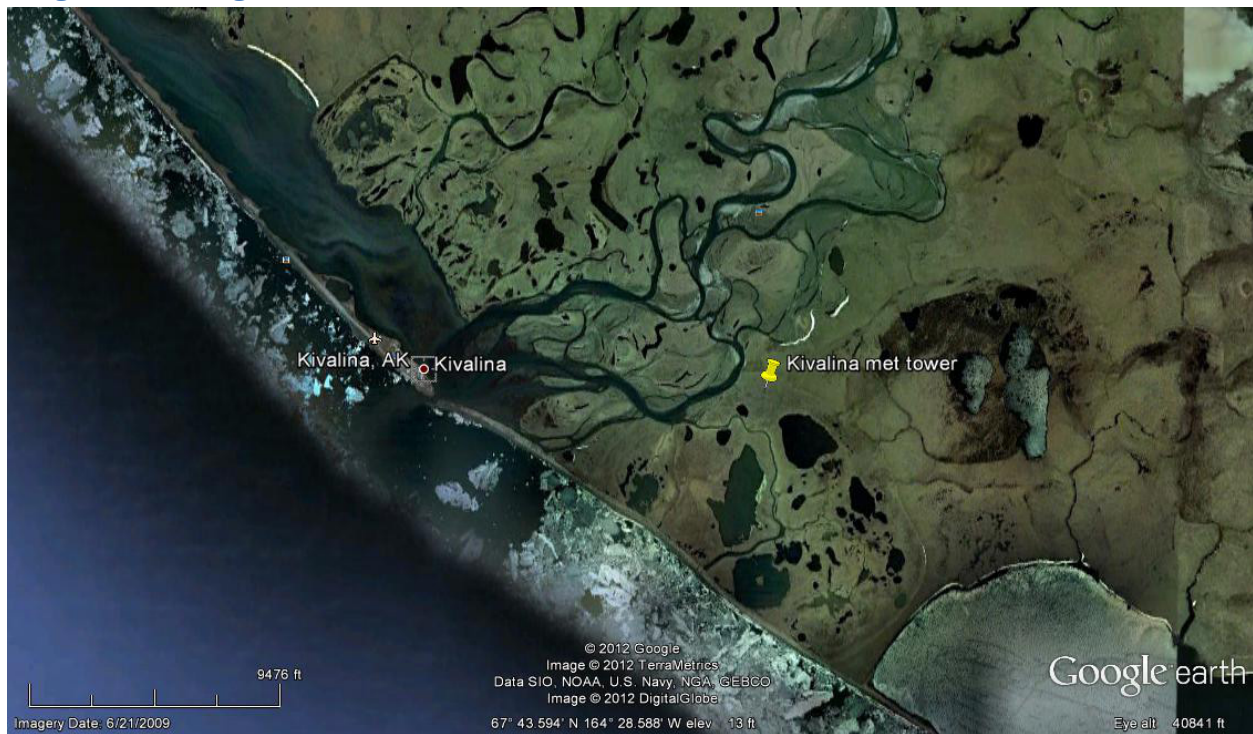 Kivalina, AK
Kivalina
Kivalina met tower
9476 ft
© 2012 Google
Image © 2012 TerraMetrics
Data SIO, NOAA, U.S. Navy, NGA, GEBCO
Image © 2012 DigitalGlobe
Google earth
Imagery Date: 6/21/2009
67° 43.594' N 164° 28.588' W elev 13 ft
Eye alt 40841 ft